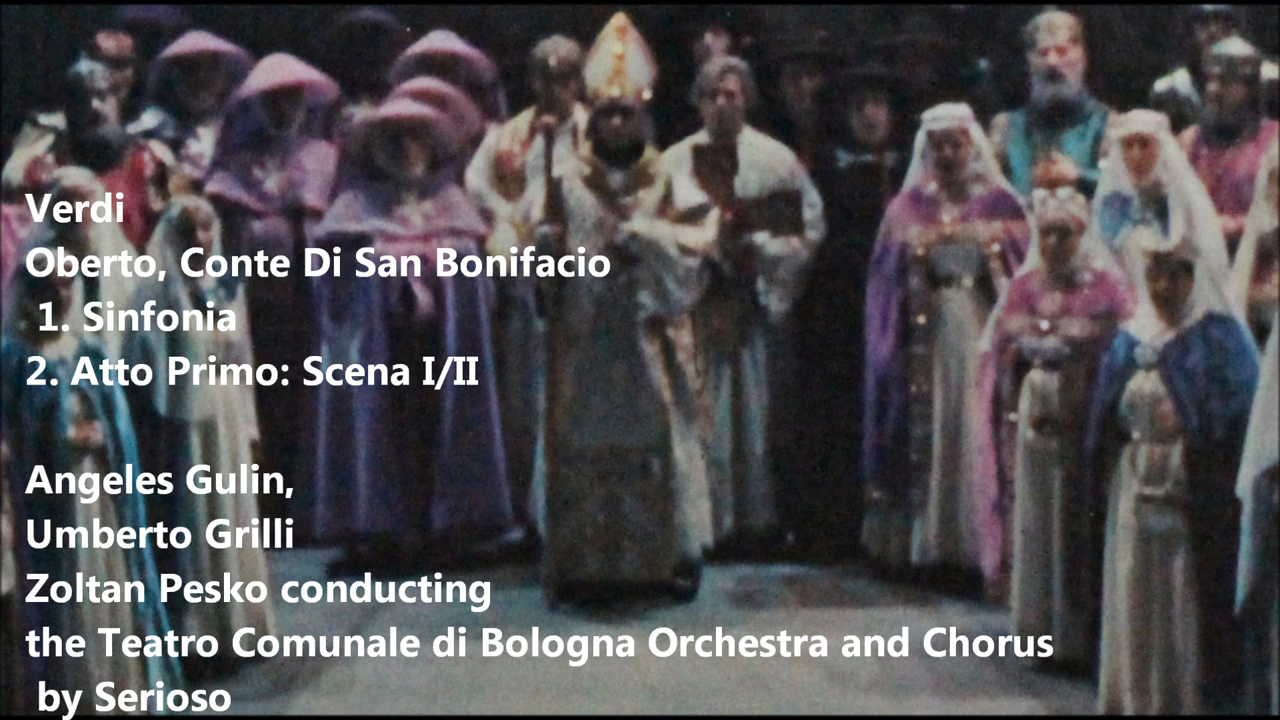 Verdi
Oberto, Conte Di San Bonifacio
1. Sinfonia
2. Atto Primo: Scena I/II
Angeles Gulin,
Umberto Grilli
Zoltan Pesko conducting
the Teatro Comunale di Bologna Orchestra and Chorus
by Serioso